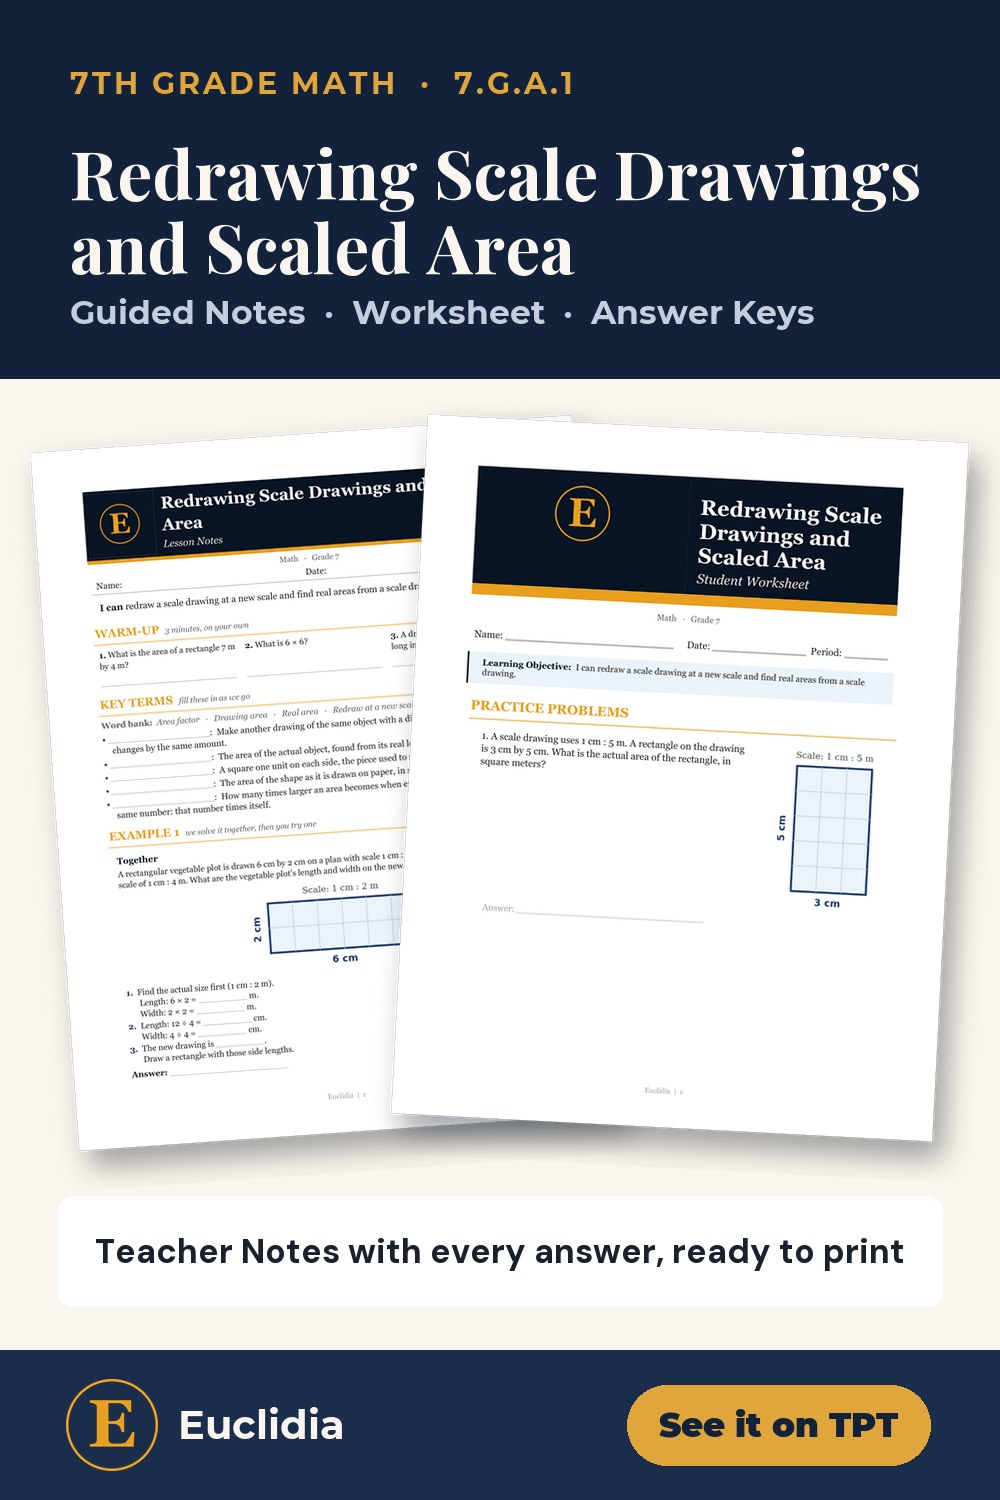 7TH GRADE MATH · 7.G.A.1
Redrawing Scale Drawings
and Scaled Area
Guided Notes · Worksheet · Answer Keys
E
Redrawing Scale Drawings and
Area
Lesson Notes
Math · Grade 7
Name:
Date:
I can redraw a scale drawing at a new scale and find real areas from a scale
WARM-UP 3 minutes, on your own
1. What is the area of a rectangle 7 m
by 4 m?
2. What is 6 × 6?
3. A
long in
KEY TERMS fill these in as we go
Word bank: Area factor · Drawing area · Real area · Redraw at a new
: Make another drawing of the same object with a
changes by the same amount.
: The area of the actual object, found from its real
: A square one unit on each side, the piece used to
: The area of the shape as it is drawn on paper, in
: How many times larger an area becomes when
same number: that number times itself.
EXAMPLE 1 we solve it together, then you try one
Together
A rectangular vegetable plot is drawn 6 cm by 2 cm on a plan with scale 1 cm :
scale of 1 cm : 4 m. What are the vegetable plot's length and width on the new
Scale: 1 cm : 2 m
2 cm
6 cm
1. Find the actual size first (1 cm : 2 m).
Length: 6 × 2 = ________ m.
Width: 2 × 2 = ________ m.
2. Length: 12 ÷ 4 = ________ cm.
Width: 4 ÷ 4 = ________ cm.
3. The new drawing is ________.
Draw a rectangle with those side lengths.
Answer:
Euclidia | 1
E
Redrawing Scale
Drawings and
Scaled Area
Student Worksheet
Math · Grade 7
Name: Date: Period:
Learning Objective: I can redraw a scale drawing at a new scale and find real areas from a scale
drawing.
PRACTICE PROBLEMS
1. A scale drawing uses 1 cm : 5 m. A rectangle on the drawing
is 3 cm by 5 cm. What is the actual area of the rectangle, in
square meters?
Scale: 1 cm : 5 m
5 cm
3 cm
Answer:
Euclidia | 1
Teacher Notes with every answer, ready to print
E
Euclidia
See it on TPT